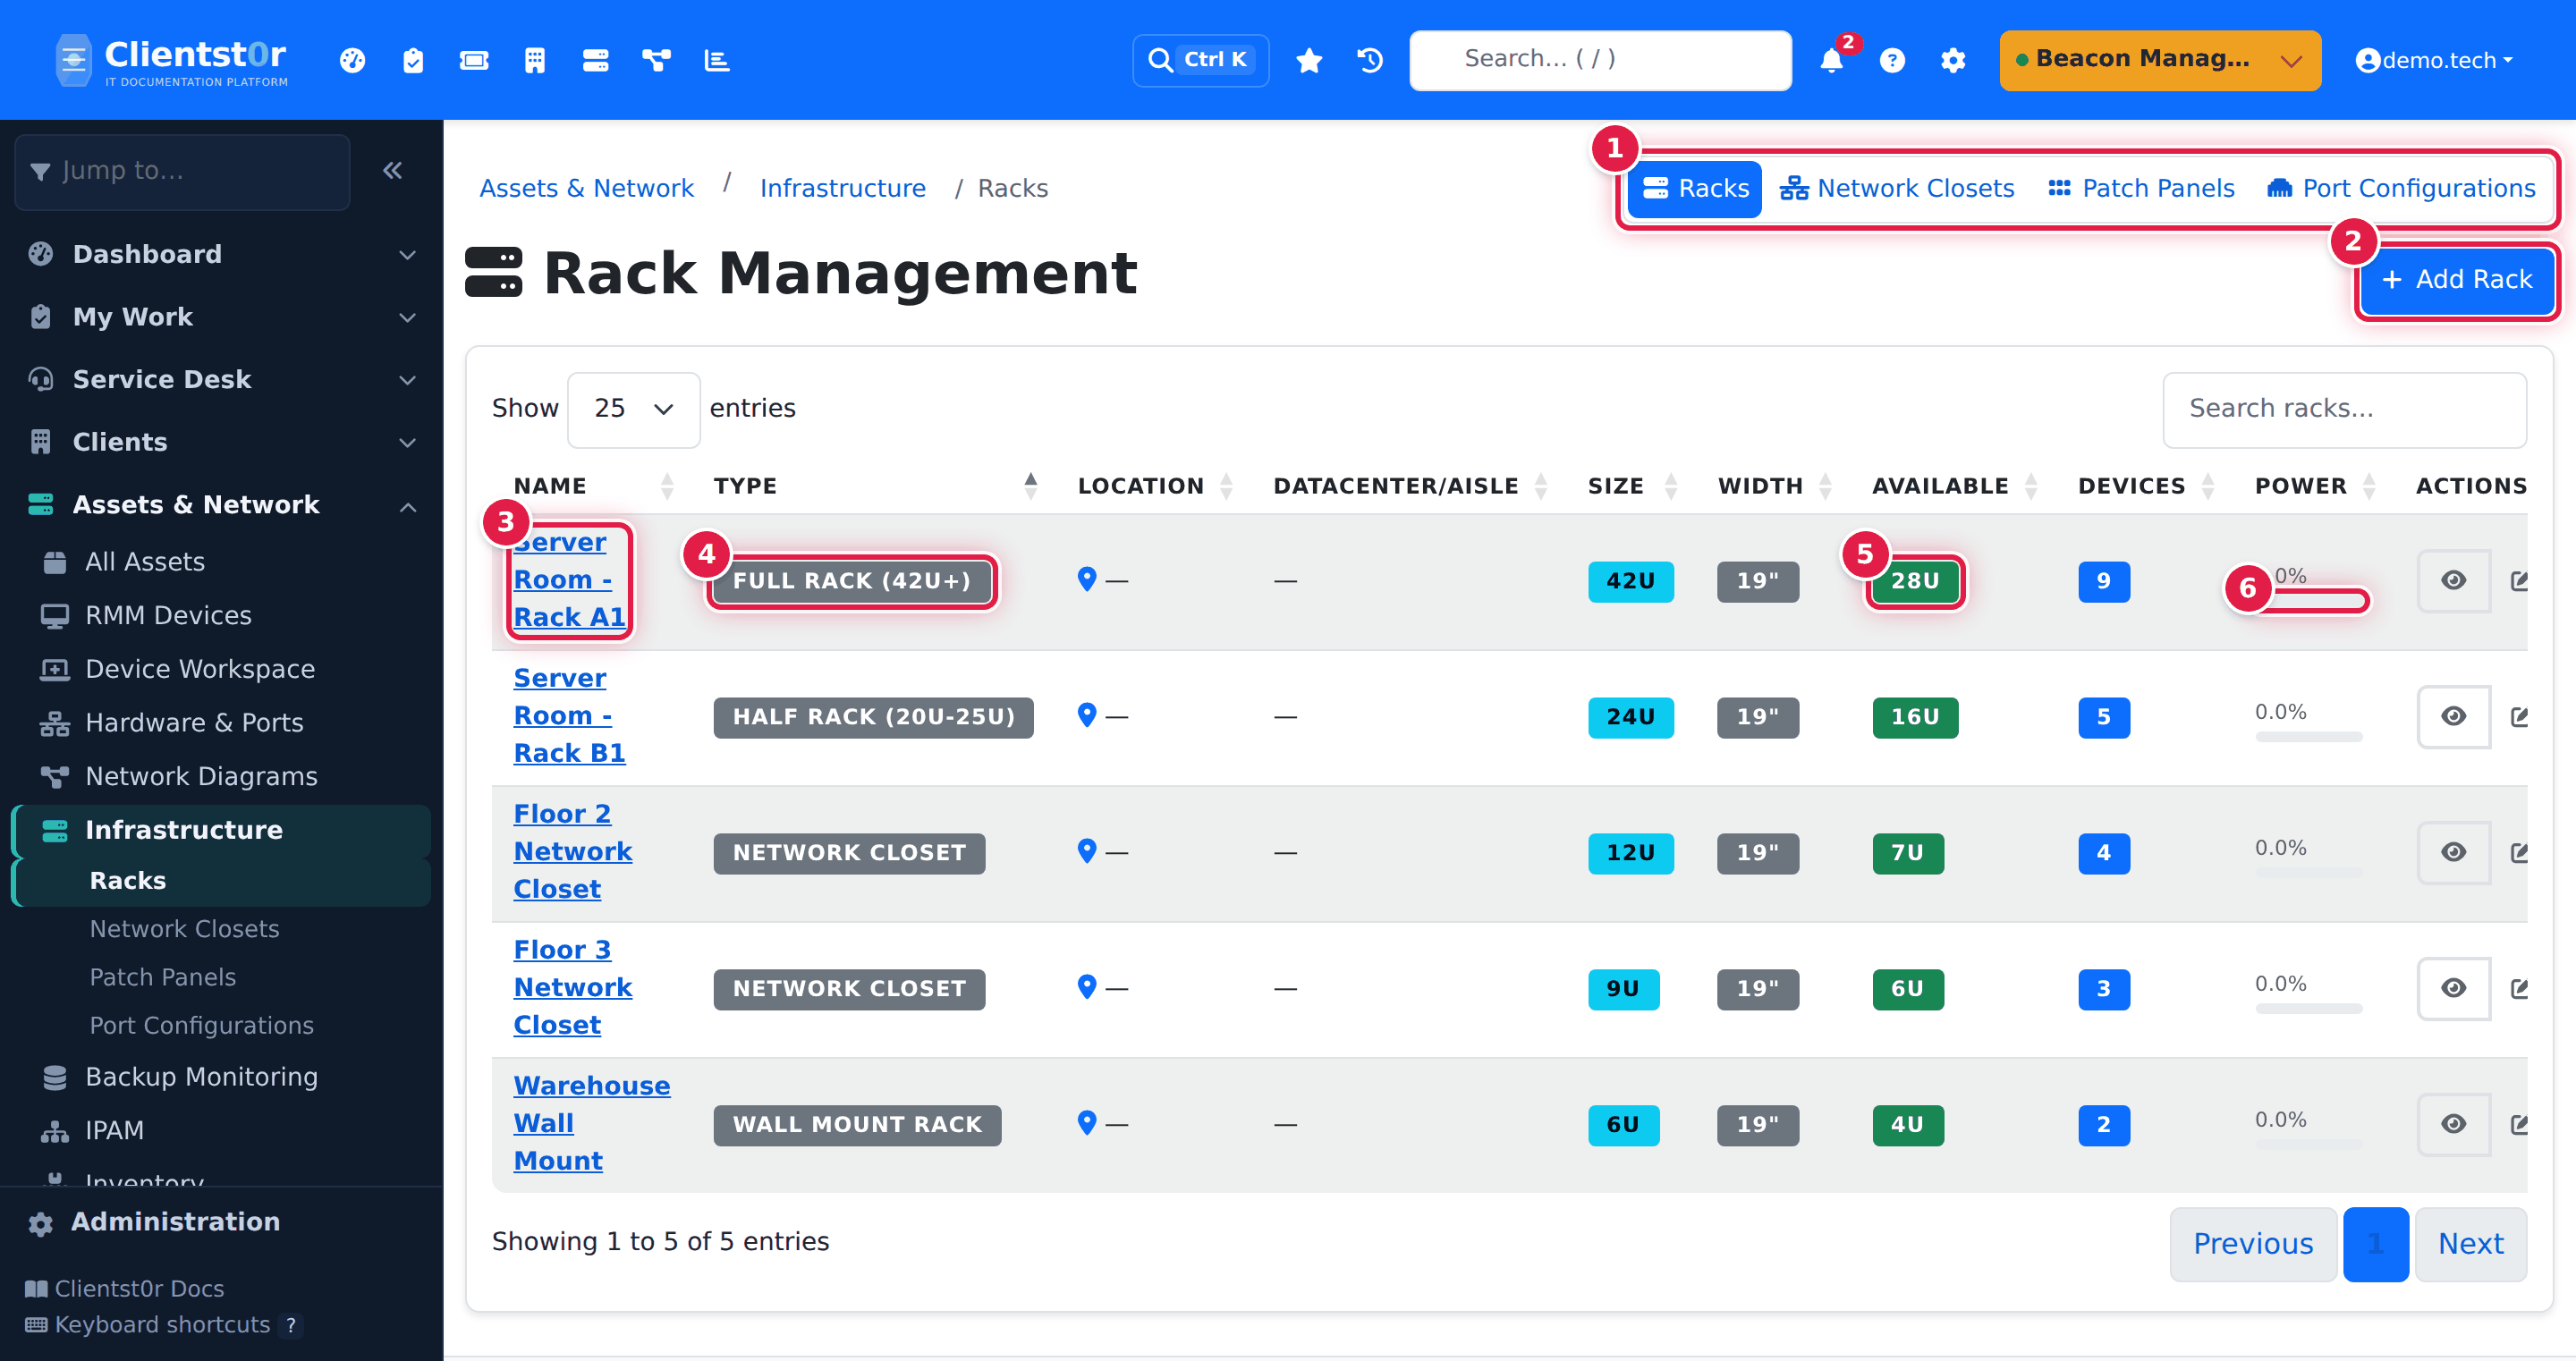 Clientst0r
IT DOCUMENTATION PLATFORM
Ctrl K
Search... ( / )
2
Beacon Manag...
demo.tech
Jump to...
Dashboard
My Work
Service Desk
Clients
Assets & Network
All Assets
RMM Devices
Device Workspace
Hardware & Ports
Network Diagrams
Infrastructure
Racks
Network Closets
Patch Panels
Port Configurations
Backup Monitoring
IPAM
Inventory
Administration
Clientst0r Docs
Keyboard shortcuts ?
Assets & Network / Infrastructure / Racks
1
Racks Network Closets Patch Panels Port Configurations
Rack Management
2
+ Add Rack
Show 25 entries
Search racks...
NAME TYPE LOCATION DATACENTER/AISLE SIZE WIDTH AVAILABLE DEVICES POWER ACTIONS
3 4 5 6
Server Room - Rack A1 FULL RACK (42U+) — — 42U 19" 28U 9 .0%
Server Room - Rack B1 HALF RACK (20U-25U) — — 24U 19" 16U 5 0.0%
Floor 2 Network Closet NETWORK CLOSET — — 12U 19" 7U 4 0.0%
Floor 3 Network Closet NETWORK CLOSET — — 9U 19" 6U 3 0.0%
Warehouse Wall Mount WALL MOUNT RACK — — 6U 19" 4U 2 0.0%
Showing 1 to 5 of 5 entries
Previous 1 Next